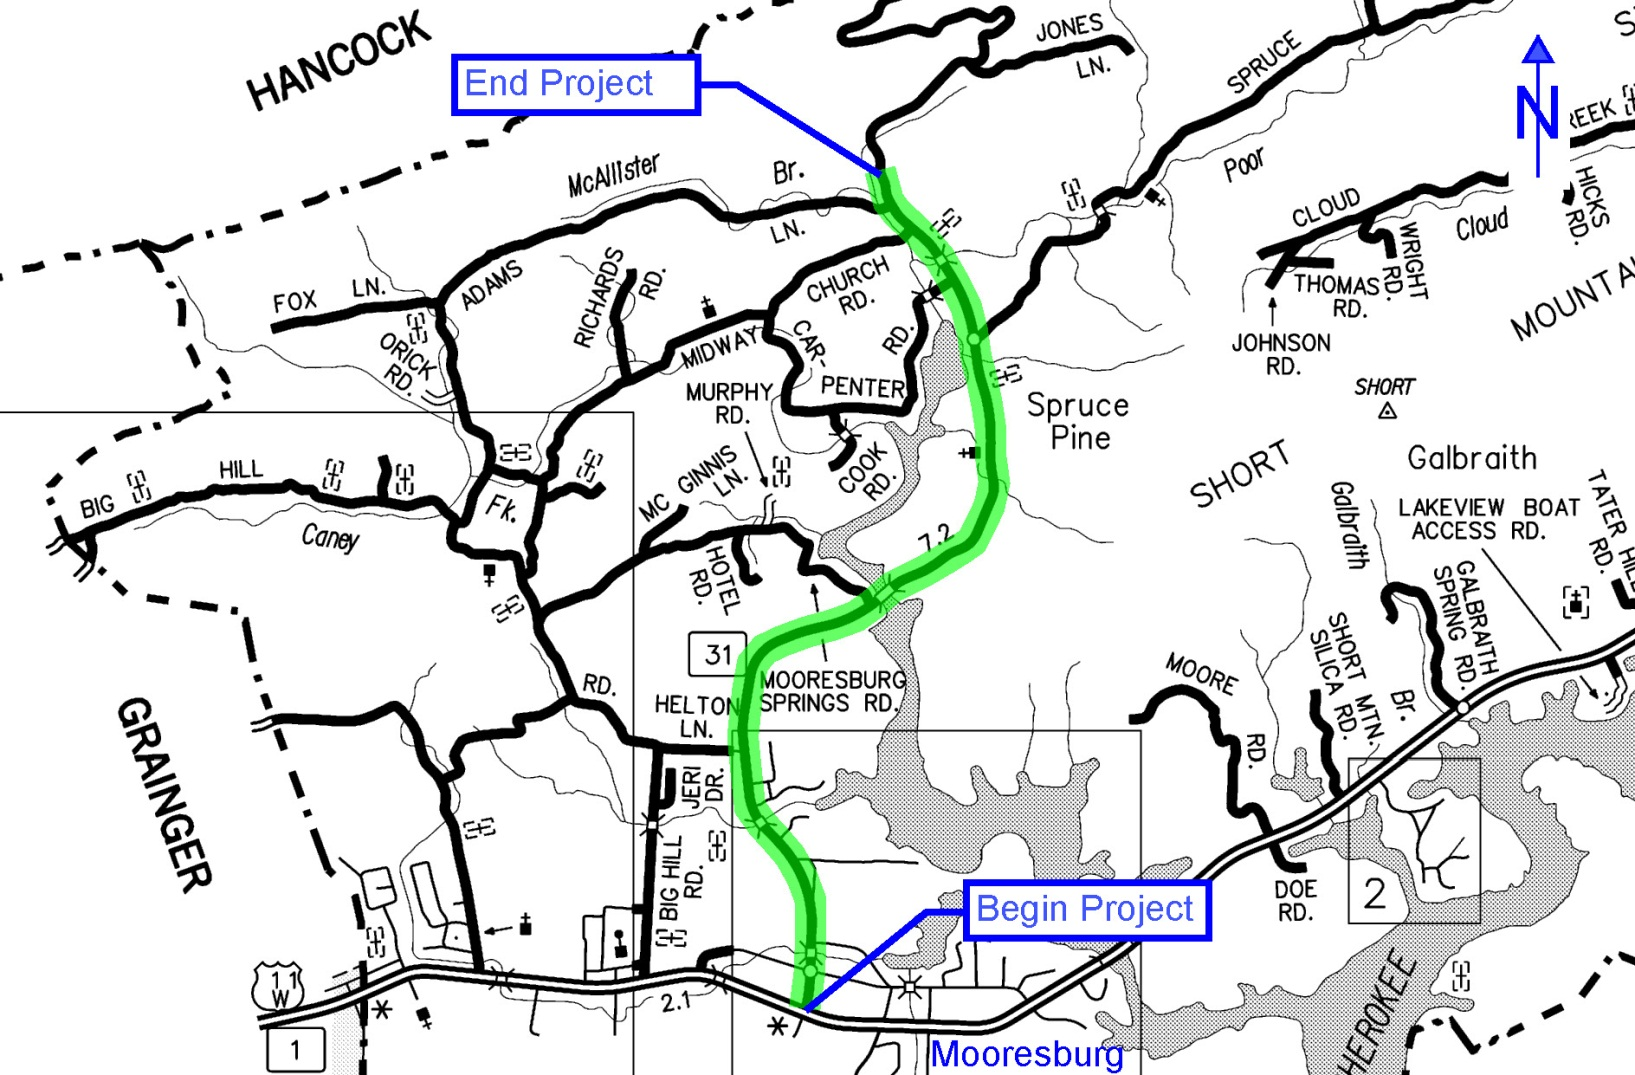 HANCOCK
End Project
JONES
LN.
SPRUCE
N
REEK
McAllister
Br.
LN.
Poor
HICKS
RD.
CLOUD
Cloud
WRIGHT
RD.
THOMAS
RD.
JOHNSON
RD.
MOUNTA
FOX
LN.
ADAMS
RICHARDS
RD.
CHURCH
RD.
ORICK
RD.
MIDWAY
CAR-
PENTER
RD.
MURPHY
RD.
Spruce
Pine
SHORT
SHORT
Galbraith
BIG
HILL
Caney
Fk.
MC GINNIS
LN.
COOK
RD.
HOTEL
RD.
7.2
Galbraith
Br.
LAKEVIEW BOAT
ACCESS RD.
TATER HILL
RD.
GALBRAITH
SPRING RD.
SHORT MTN.
SILICA RD.
31
MOORESBURG
SPRINGS RD.
RD.
HELTON
LN.
MOORE
RD.
GRAINGER
JERI
DR.
BIG HILL
RD.
2
DOE
RD.
Begin Project
11
W
1
2.1
Mooresburg
HEROKEE